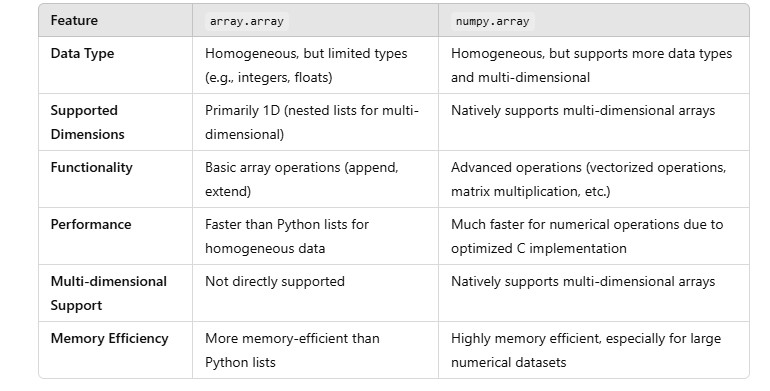 Feature array.array numpy.array
Data Type Homogeneous, but limited types Homogeneous, but supports more data types
(e.g., integers, floats) and multi-dimensional
Supported Primarily 1D (nested lists for multi- Natively supports multi-dimensional arrays
Dimensions dimensional)
Functionality Basic array operations (append, Advanced operations (vectorized operations,
extend) matrix multiplication, etc.)
Performance Faster than Python lists for Much faster for numerical operations due to
homogeneous data optimized C implementation
Multi-dimensional Not directly supported Natively supports multi-dimensional arrays
Support
Memory Efficiency More memory-efficient than Highly memory efficient, especially for large
Python lists numerical datasets